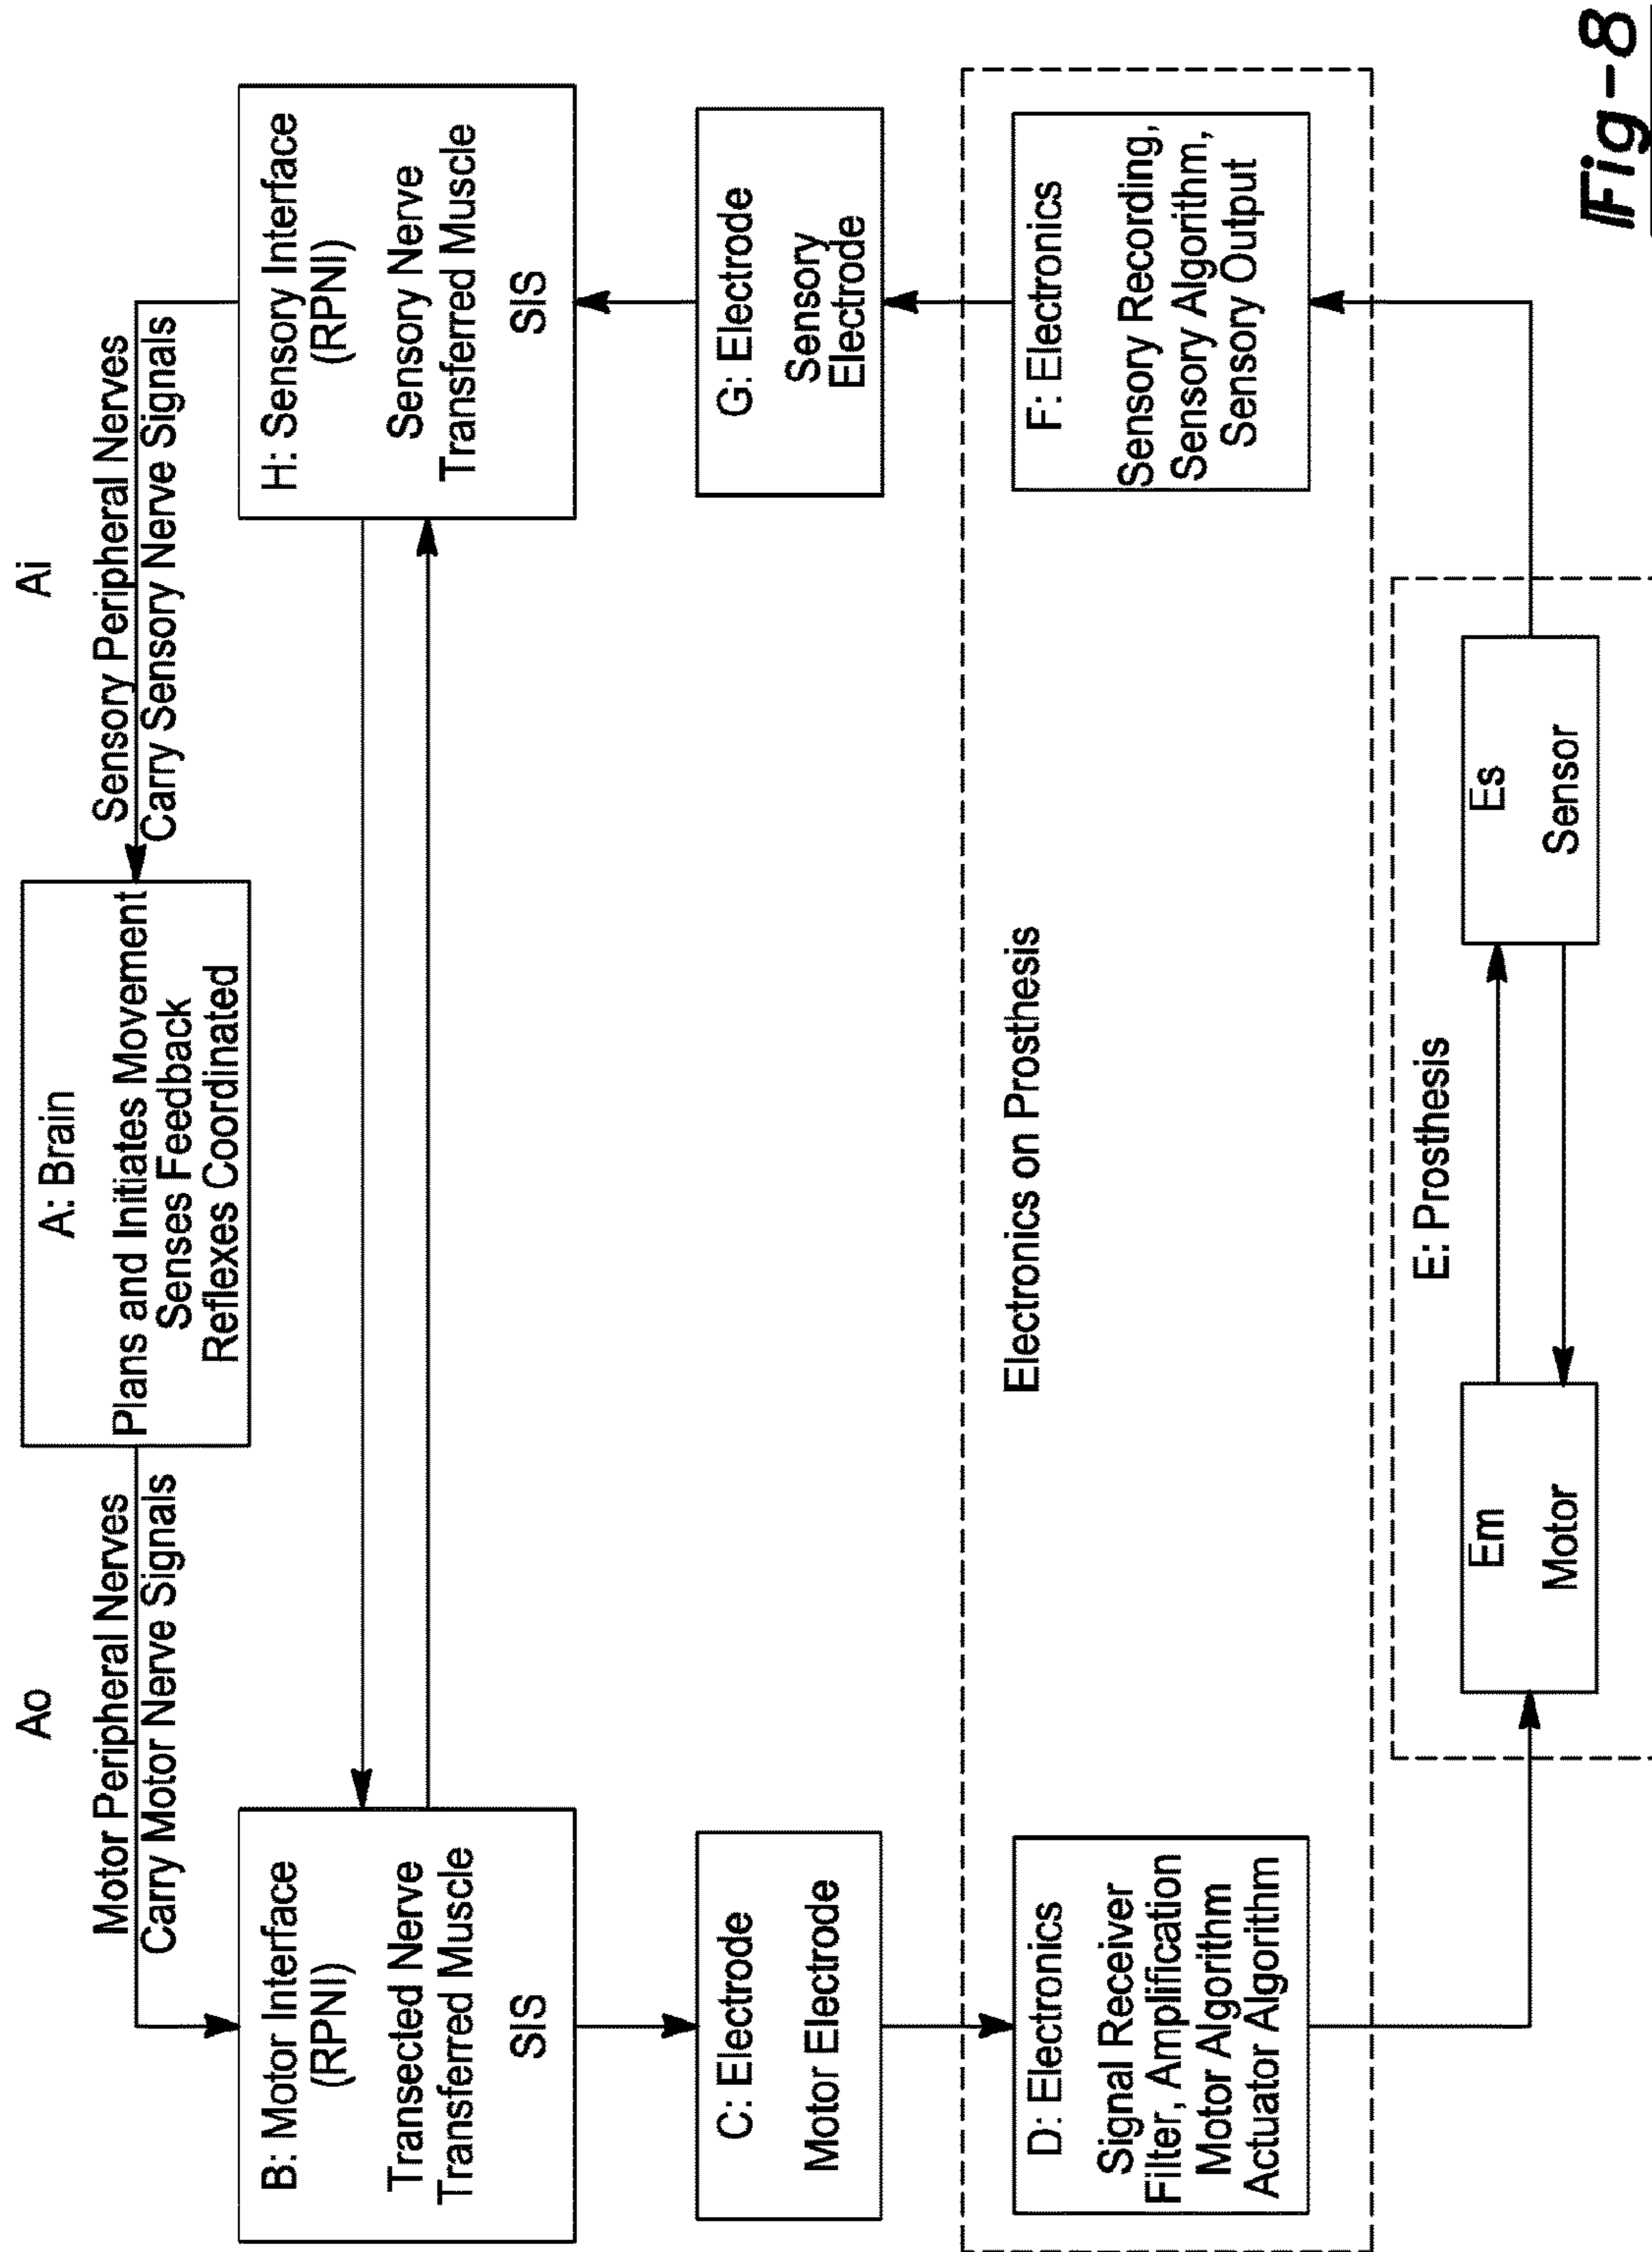 Ao
Motor Peripheral Nerves
Carry Motor Nerve Signals
A: Brain
Plans and Initiates Movement
Senses Feedback
Reflexes Coordinated
Ai
Sensory Peripheral Nerves
Carry Sensory Nerve Signals
B: Motor Interface
(RPNI)
Transected Nerve
Transferred Muscle
SIS
H: Sensory Interface
(RPNI)
Sensory Nerve
Transferred Muscle
SIS
C: Electrode
Motor Electrode
G: Electrode
Sensory
Electrode
Electronics on Prosthesis
D: Electronics
Signal Receiver
Filter, Amplification
Motor Algorithm
Actuator Algorithm
F: Electronics
Sensory Recording,
Sensory Algorithm,
Sensory Output
E: Prosthesis
Em
Motor
Es
Sensor
Fig-8